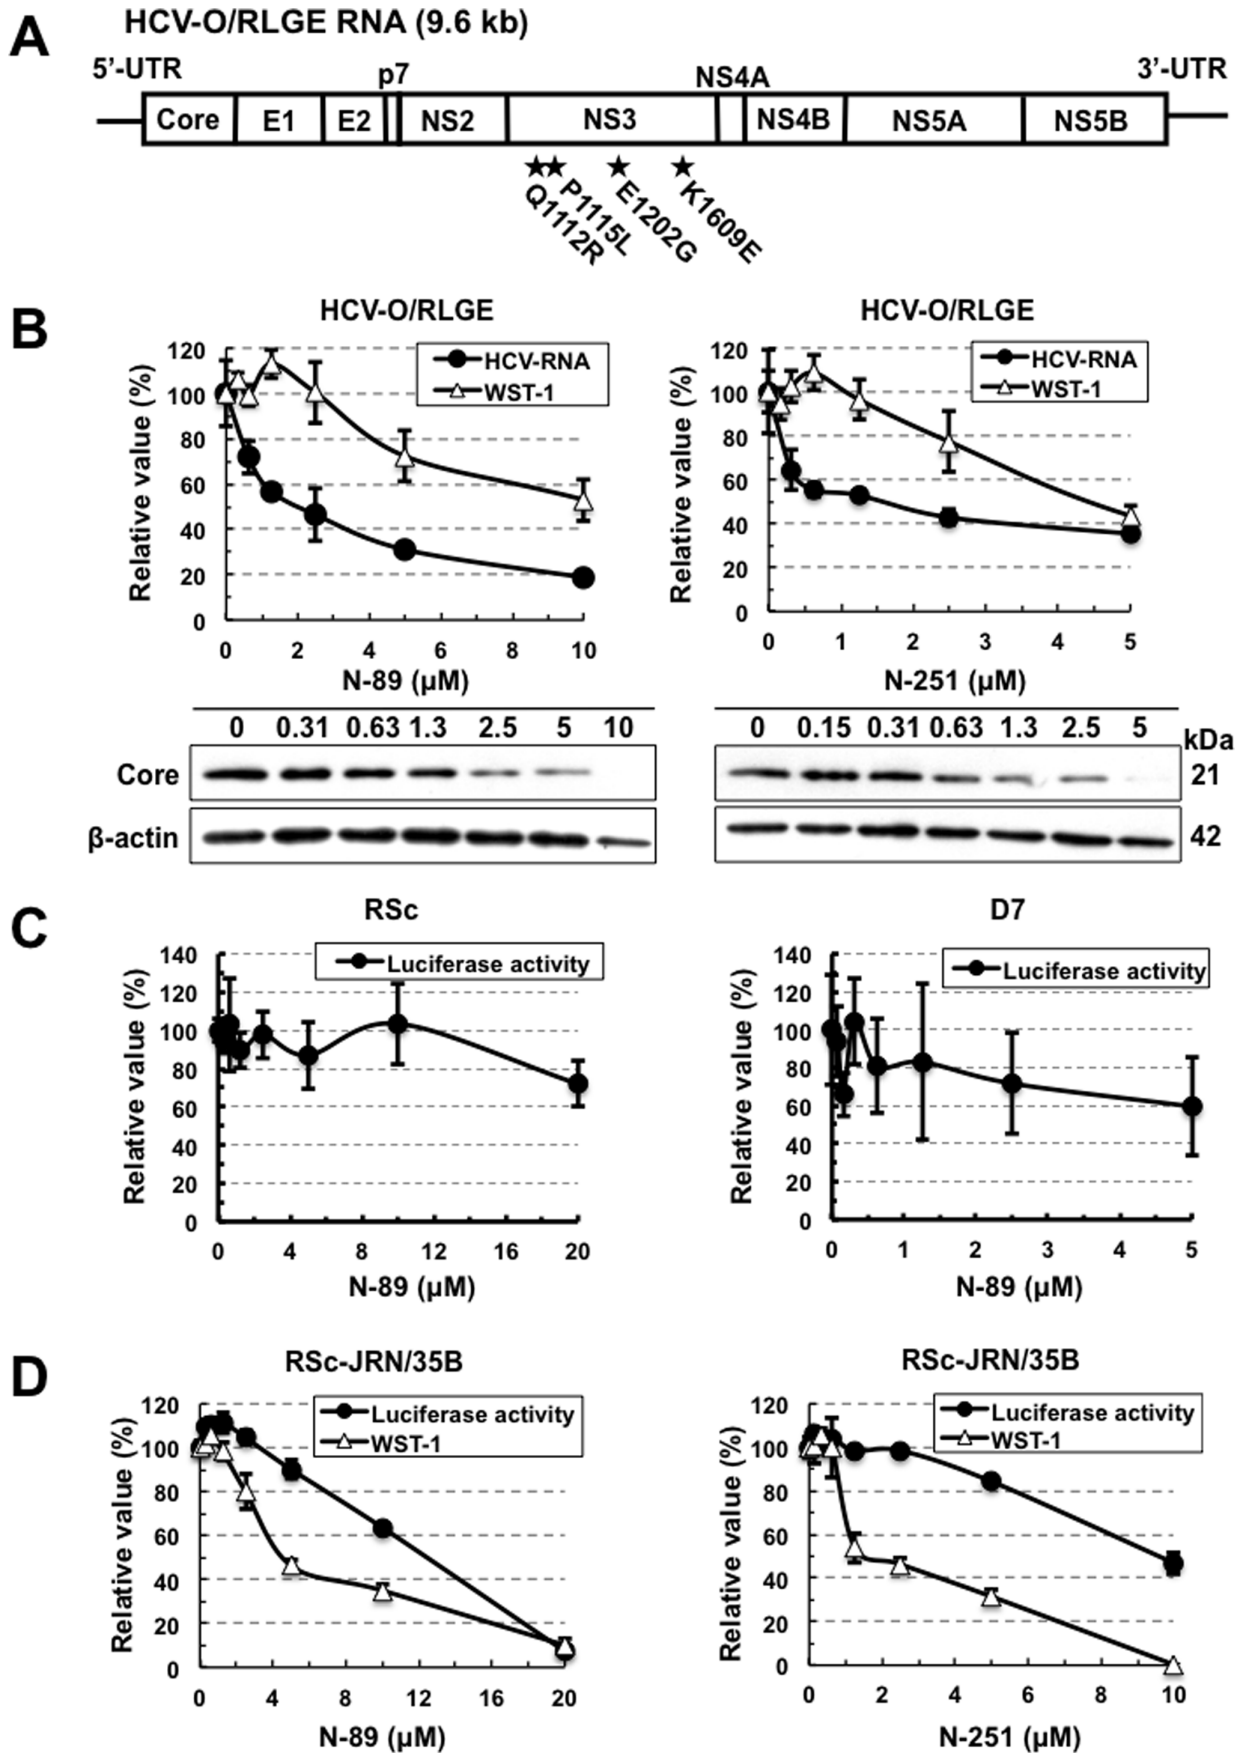 A
HCV-O/RLGE RNA (9.6 kb)
5’-UTR
p7
NS4A
3’-UTR
Core
E1
E2
NS2
NS3
NS4B
NS5A
NS5B
★★
★
★
Q1112R
P1115L
E1202G
K1609E
B
HCV-O/RLGE
Relative value (%)
120
100
80
60
40
20
0
HCV-RNA
WST-1
0 2 4 6 8 10
N-89 (µM)
HCV-O/RLGE
Relative value (%)
120
100
80
60
40
20
0
HCV-RNA
WST-1
0 1 2 3 4 5
N-251 (µM)
0 0.31 0.63 1.3 2.5 5 10
0 0.15 0.31 0.63 1.3 2.5 5
kDa
Core
21
β-actin
42
C
RSc
Relative value (%)
140
120
100
80
60
40
20
0
Luciferase activity
0 4 8 12 16 20
N-89 (µM)
D7
Relative value (%)
140
120
100
80
60
40
20
0
Luciferase activity
0 1 2 3 4 5
N-89 (µM)
D
RSc-JRN/35B
Relative value (%)
120
100
80
60
40
20
0
Luciferase activity
WST-1
0 4 8 12 16 20
N-89 (µM)
RSc-JRN/35B
Relative value (%)
120
100
80
60
40
20
0
Luciferase activity
WST-1
0 2 4 6 8 10
N-251 (µM)